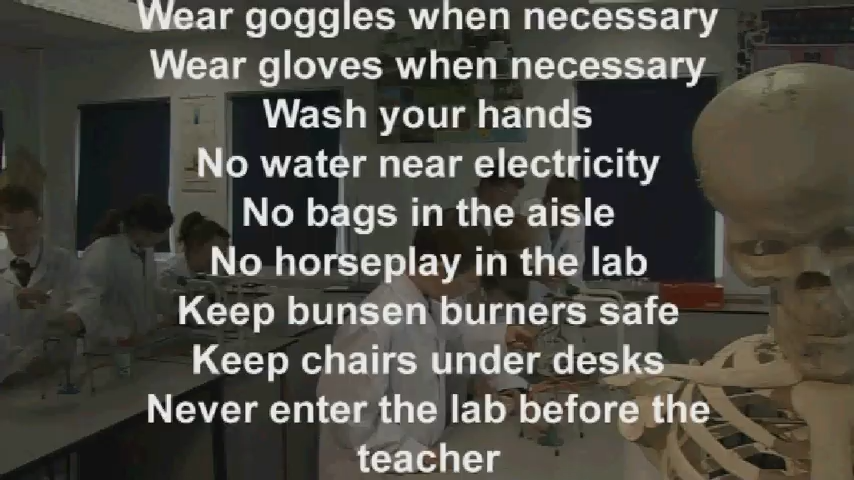 Wear goggles when necessary
Wear gloves when necessary
Wash your hands
No water near electricity
No bags in the aisle
No horseplay in the lab
Keep bunsen burners safe
Keep chairs under desks
Never enter the lab before the
teacher